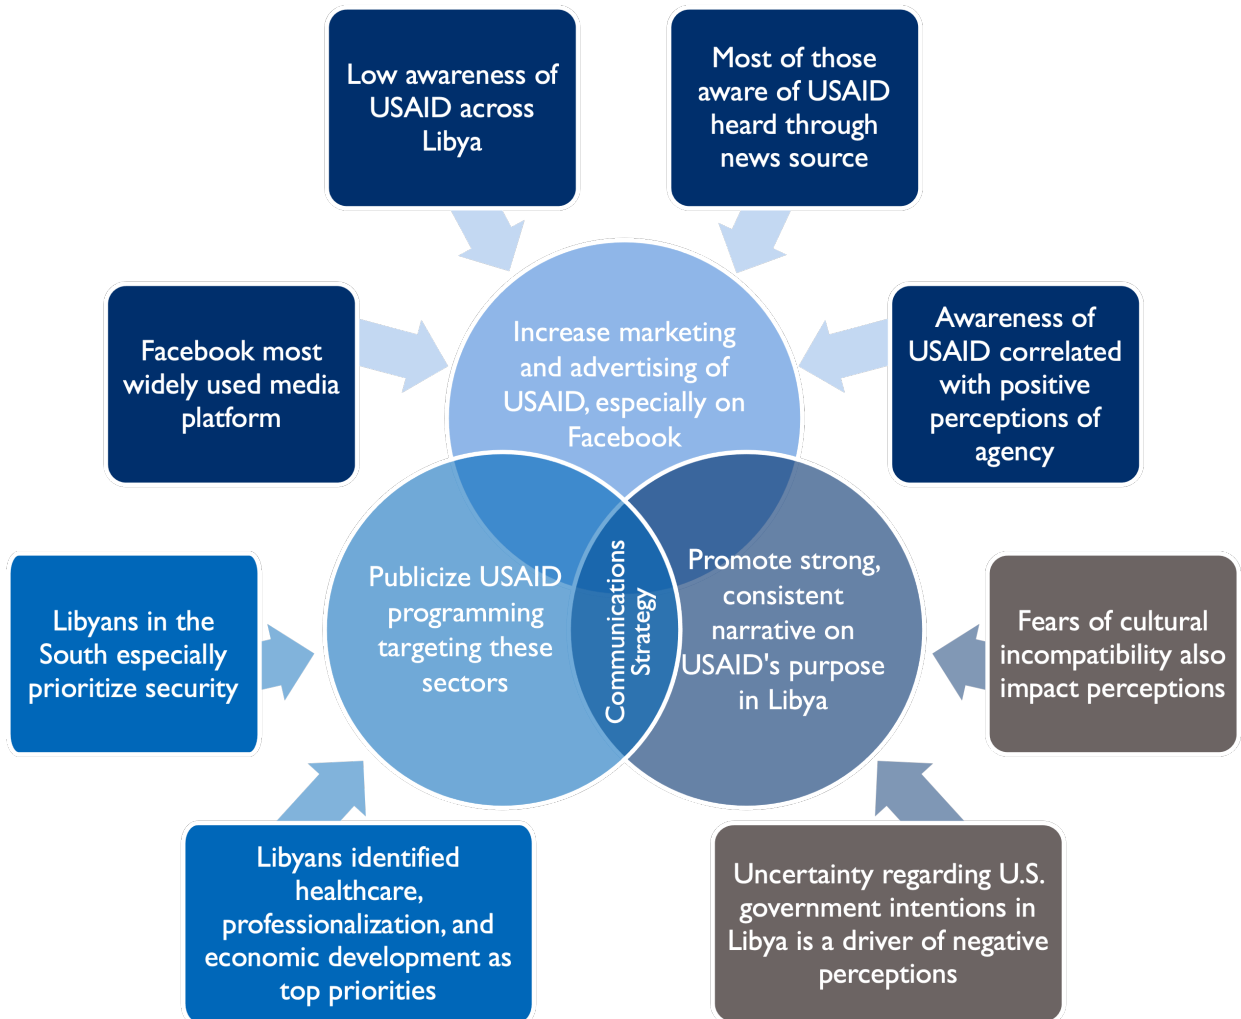 Low awareness of
USAID across
Libya
Most of those
aware of USAID
heard through
news source
Facebook most
widely used media
platform
Increase marketing
and advertising of
USAID, especially on
Facebook
Awareness of
USAID correlated
with positive
perceptions of
agency
Libyans in the
South especially
prioritize security
Publicize USAID
programming
targeting these
sectors
Communications
Strategy
Promote strong,
consistent
narrative on
USAID's purpose
in Libya
Fears of cultural
incompatibility also
impact perceptions
Libyans identified
healthcare,
professionalization, and
economic development as
top priorities
Uncertainty regarding U.S.
government intentions in
Libya is a driver of negative
perceptions